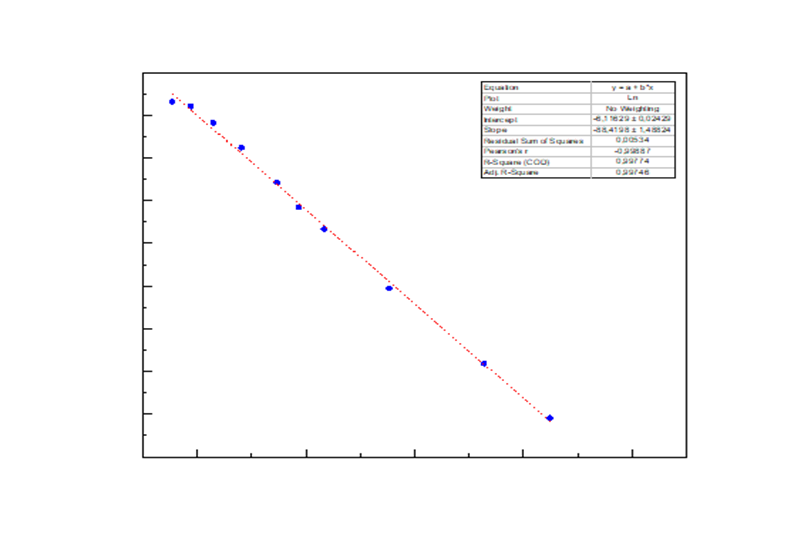 Equation y = a + b*x
Plot Ln
Weight No Weighting
Intercept -6,11629 ± 0,02429
Slope -88,4198 ± 1,48824
Residual Sum of Squares 0,00534
Pearson's r -0,99887
R-Square (COD) 0,99774
Adj. R-Square 0,99746